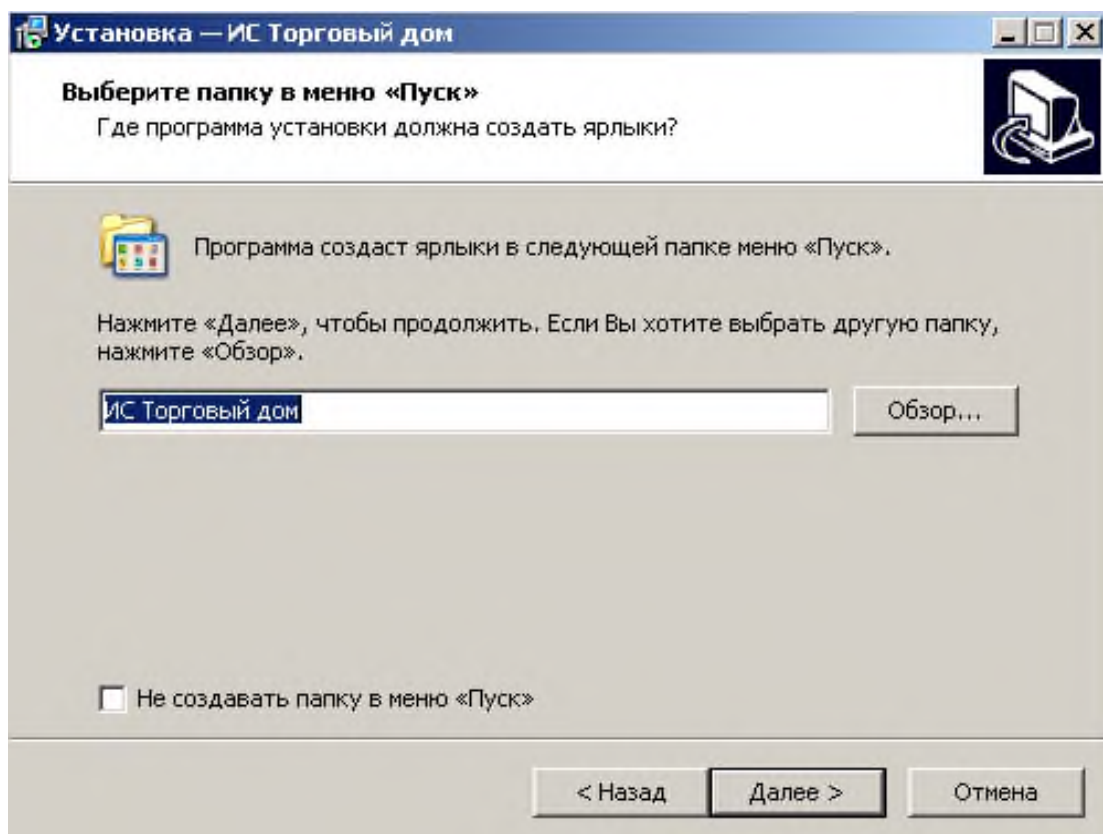 Установка — ИС Торговый дом
Выберите папку в меню «Пуск»
Где программа установки должна создать ярлыки?
Программа создаст ярлыки в следующей папке меню «Пуск».
Нажмите «Далее», чтобы продолжить. Если Вы хотите выбрать другую папку,
нажмите «Обзор».
ИС Торговый дом
Обзор...
Не создавать папку в меню «Пуск»
< Назад
Далее >
Отмена